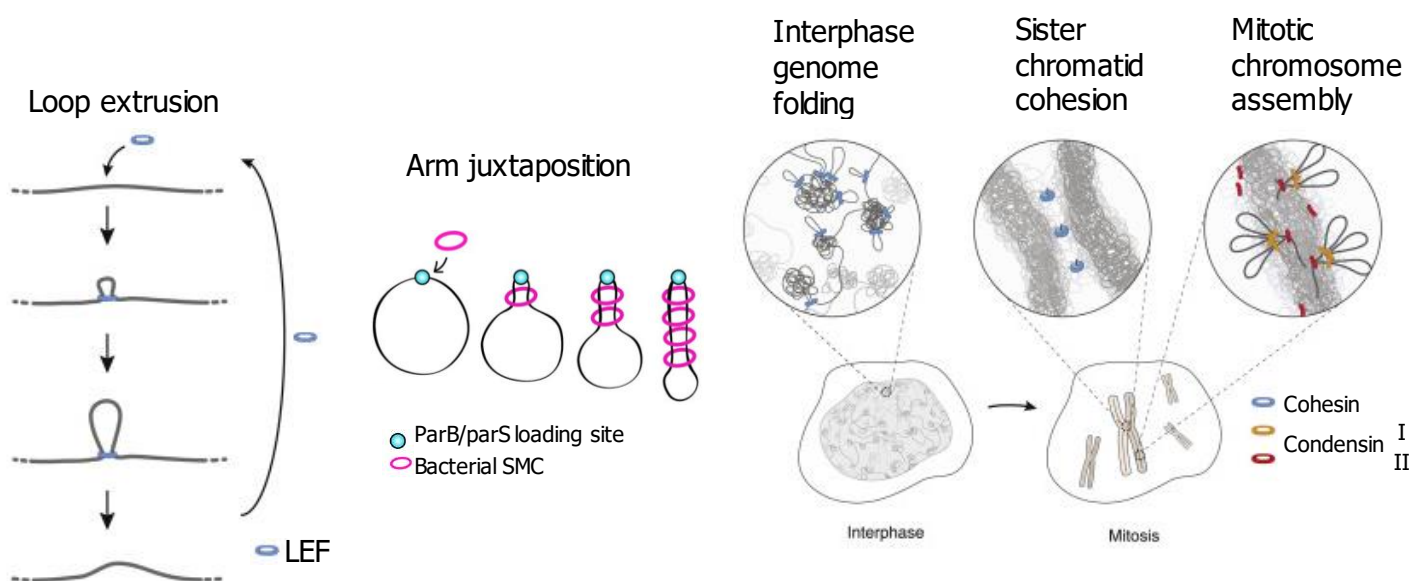 Loop extrusion
LEF
Arm juxtaposition
ParB/parS loading site
Bacterial SMC
Interphase
genome
folding
Sister
chromatid
cohesion
Mitotic
chromosome
assembly
Interphase
Mitosis
Cohesin
Condensin I
II